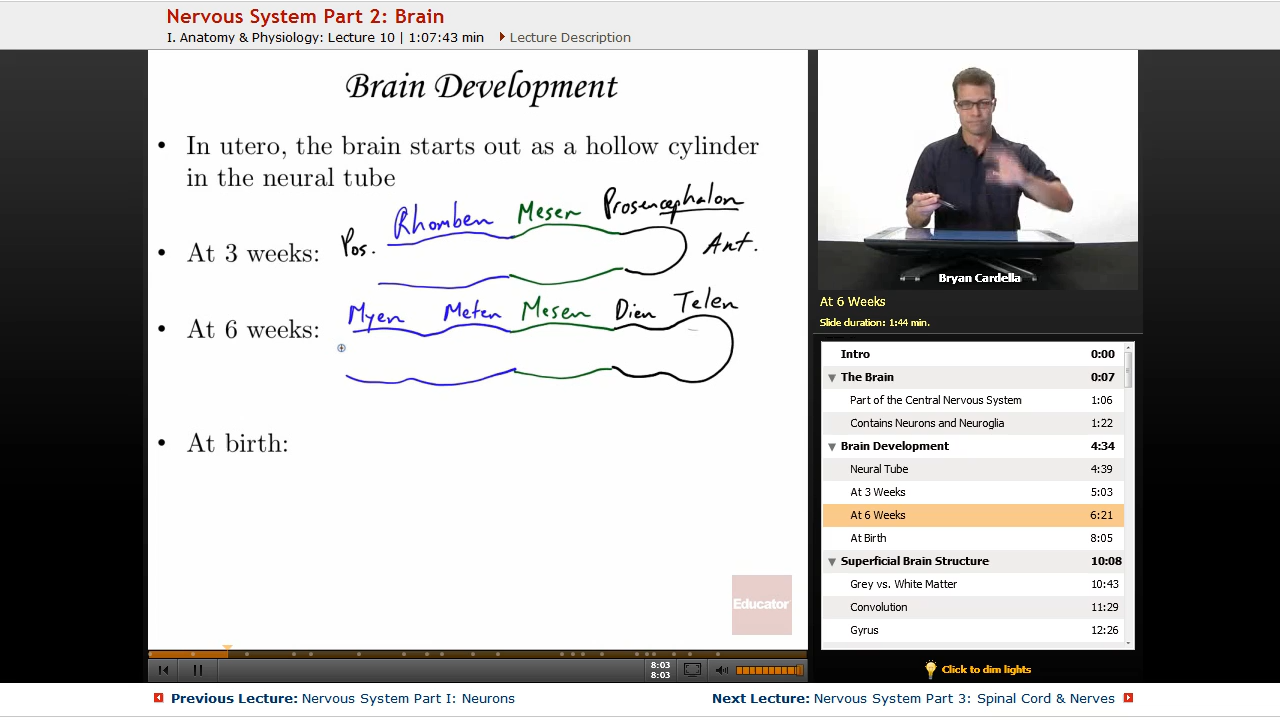 Nervous System Part 2: Brain
I. Anatomy & Physiology: Lecture 10 | 1:07:43 min Lecture Description
Brain Development
• In utero, the brain starts out as a hollow cylinder
in the neural tube
Rhomben Mesen Prosencephalon
• At 3 weeks: Pos. Ant.
Myen Meten Mesen Dien Telen
• At 6 weeks:
• At birth:
Educator
Bryan Cardella
At 6 Weeks
Slide duration: 1:44 min.
Intro 0:00
The Brain 0:07
Part of the Central Nervous System 1:06
Contains Neurons and Neuroglia 1:22
Brain Development 4:34
Neural Tube 4:39
At 3 Weeks 5:03
At 6 Weeks 6:21
At Birth 8:05
Superficial Brain Structure 10:08
Grey vs. White Matter 10:43
Convolution 11:29
Gyrus 12:26
8:03
8:03
Click to dim lights
Previous Lecture: Nervous System Part I: Neurons
Next Lecture: Nervous System Part 3: Spinal Cord & Nerves